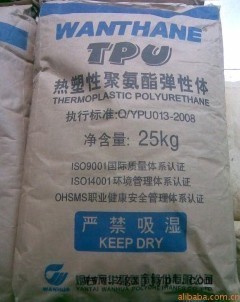 WANTHANE
TPU
热塑性聚氨酯弹性体
THERMOPLASTIC POLYURETHANE
执行标准:Q/YPU013-2008
净含量: 25kg
ISO9001国际质量体系认证
ISO14001环境管理体系认证
OHSMS职业健康安全管理体系认证
严禁吸湿
KEEP DRY
alibaba.com.cn